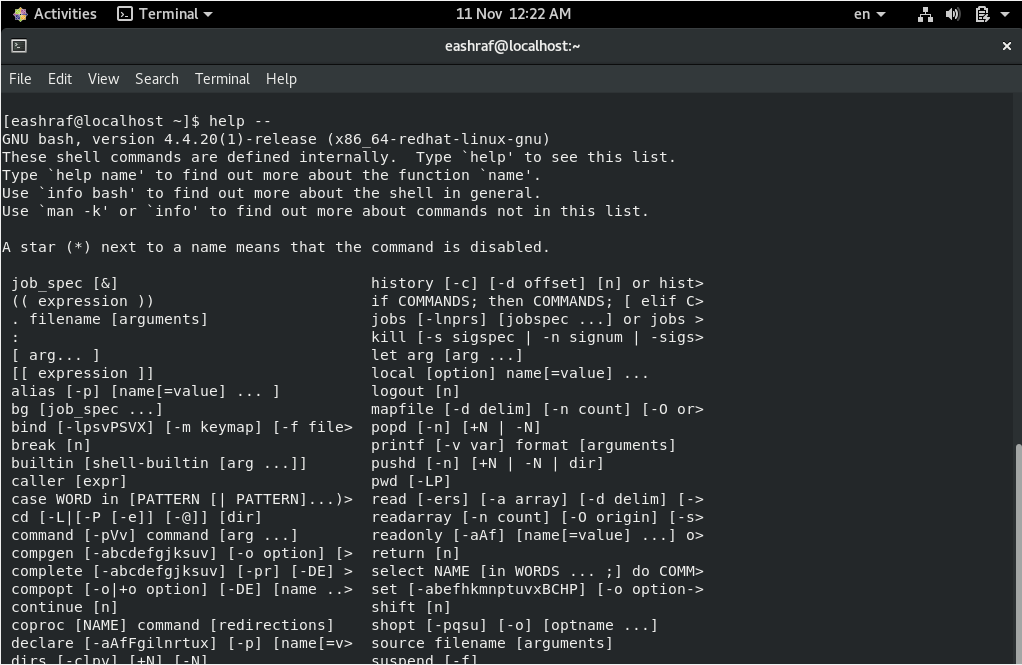 Activities Terminal 11 Nov 12:22 AM en
eashraf@localhost:~
File Edit View Search Terminal Help
[eashraf@localhost ~]$ help --
GNU bash, version 4.4.20(1)-release (x86_64-redhat-linux-gnu)
These shell commands are defined internally.  Type `help' to see this list.
Type `help name' to find out more about the function `name'.
Use `info bash' to find out more about the shell in general.
Use `man -k' or `info' to find out more about commands not in this list.
A star (*) next to a name means that the command is disabled.
job_spec [&] history [-c] [-d offset] [n] or hist>
(( expression )) if COMMANDS; then COMMANDS; [ elif C>
. filename [arguments] jobs [-lnprs] [jobspec ...] or jobs >
: kill [-s sigspec | -n signum | -sigs>
[ arg... ] let arg [arg ...]
[[ expression ]] local [option] name[=value] ...
alias [-p] [name[=value] ... ] logout [n]
bg [job_spec ...] mapfile [-d delim] [-n count] [-O or>
bind [-lpsvPSVX] [-m keymap] [-f file> popd [-n] [+N | -N]
break [n] printf [-v var] format [arguments]
builtin [shell-builtin [arg ...]] pushd [-n] [+N | -N | dir]
caller [expr] pwd [-LP]
case WORD in [PATTERN [| PATTERN]...)> read [-ers] [-a array] [-d delim] [->
cd [-L|[-P [-e]] [-@]] [dir] readarray [-n count] [-O origin] [-s>
command [-pVv] command [arg ...] readonly [-aAf] [name[=value] ...] o>
compgen [-abcdefgjksuv] [-o option] [> return [n]
complete [-abcdefgjksuv] [-pr] [-DE] > select NAME [in WORDS ... ;] do COMM>
compopt [-o|+o option] [-DE] [name ..> set [-abefhkmnptuvxBCHP] [-o option->
continue [n] shift [n]
coproc [NAME] command [redirections] shopt [-pqsu] [-o] [optname ...]
declare [-aAfFgilnrtux] [-p] [name[=v> source filename [arguments]
dirs [-clpv] [+N] [-N] suspend [-f]